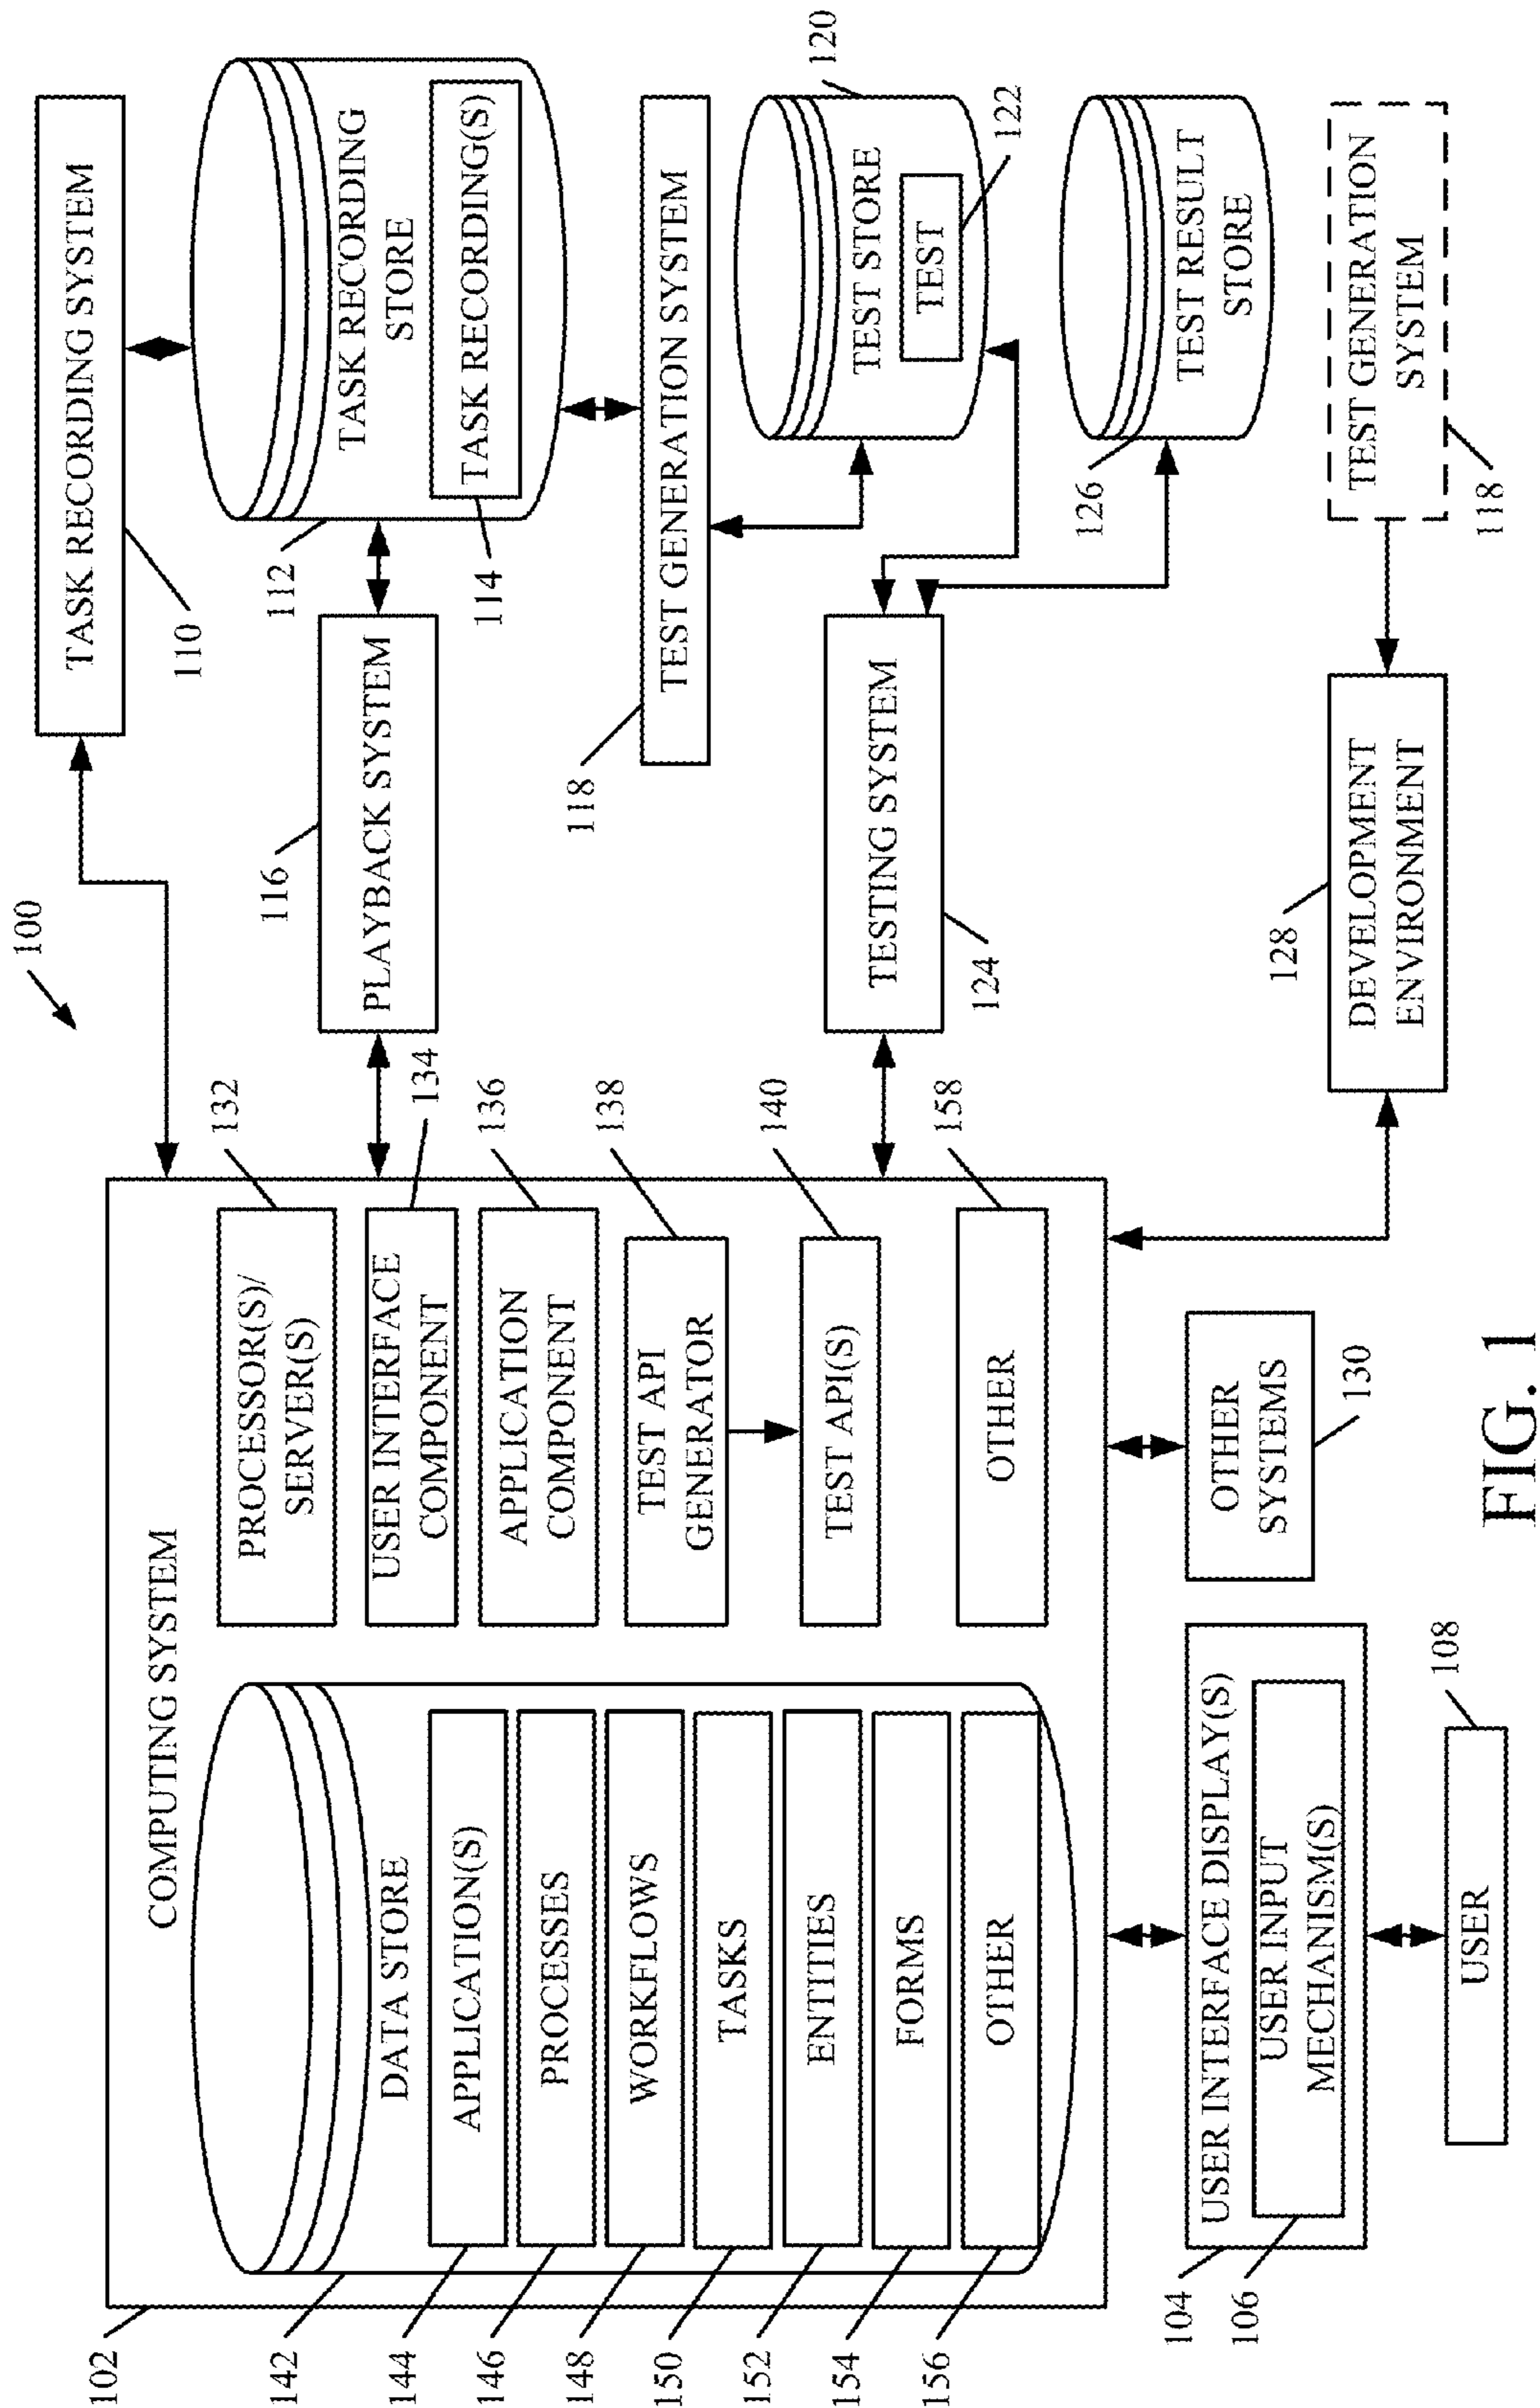 100
COMPUTING SYSTEM
102
DATA STORE
142
APPLICATION(S)
144
PROCESSES
146
WORKFLOWS
148
TASKS
150
ENTITIES
152
FORMS
154
OTHER
156
PROCESSOR(S)/
SERVER(S)
132
USER INTERFACE
COMPONENT
134
APPLICATION
COMPONENT
136
TEST API
GENERATOR
138
TEST API(S)
140
OTHER
158
TASK RECORDING SYSTEM
110
TASK RECORDING
STORE
112
TASK RECORDING(S)
114
PLAYBACK SYSTEM
116
TEST GENERATION SYSTEM
118
TEST STORE
120
TEST
122
TESTING SYSTEM
124
TEST RESULT
STORE
126
DEVELOPMENT
ENVIRONMENT
128
TEST GENERATION
SYSTEM
118
USER INTERFACE DISPLAY(S)
104
USER INPUT
MECHANISM(S)
106
USER
108
OTHER
SYSTEMS
130
FIG. 1